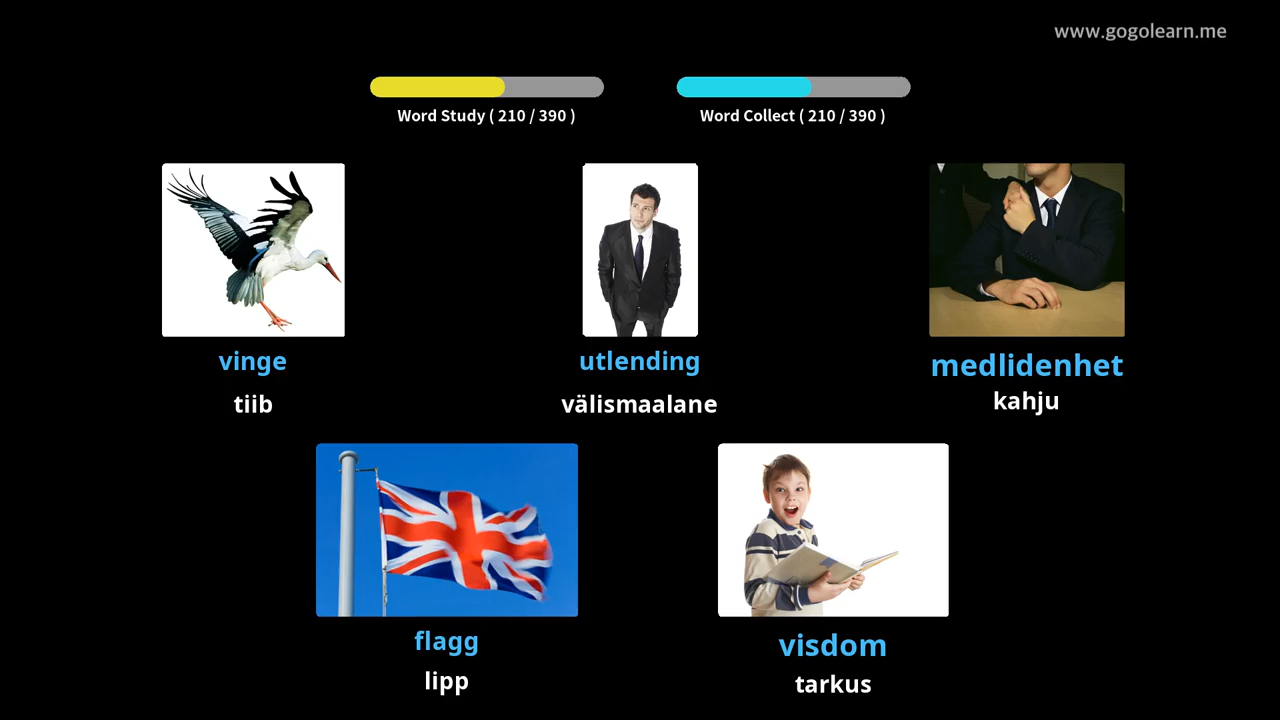 www.gogolearn.me
Word Study ( 210 / 390 )
Word Collect ( 210 / 390 )
vinge
tiib
utlending
välismaalane
medlidenhet
kahju
flagg
lipp
visdom
tarkus